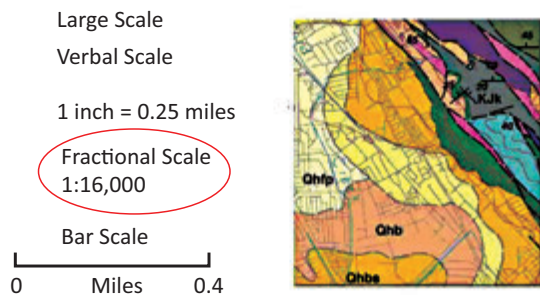 Large Scale
Verbal Scale
1 inch = 0.25 miles
Fractional Scale
1:16,000
Bar Scale
0 Miles 0.4
KJk
Qhfp
Qhb
Qhbs